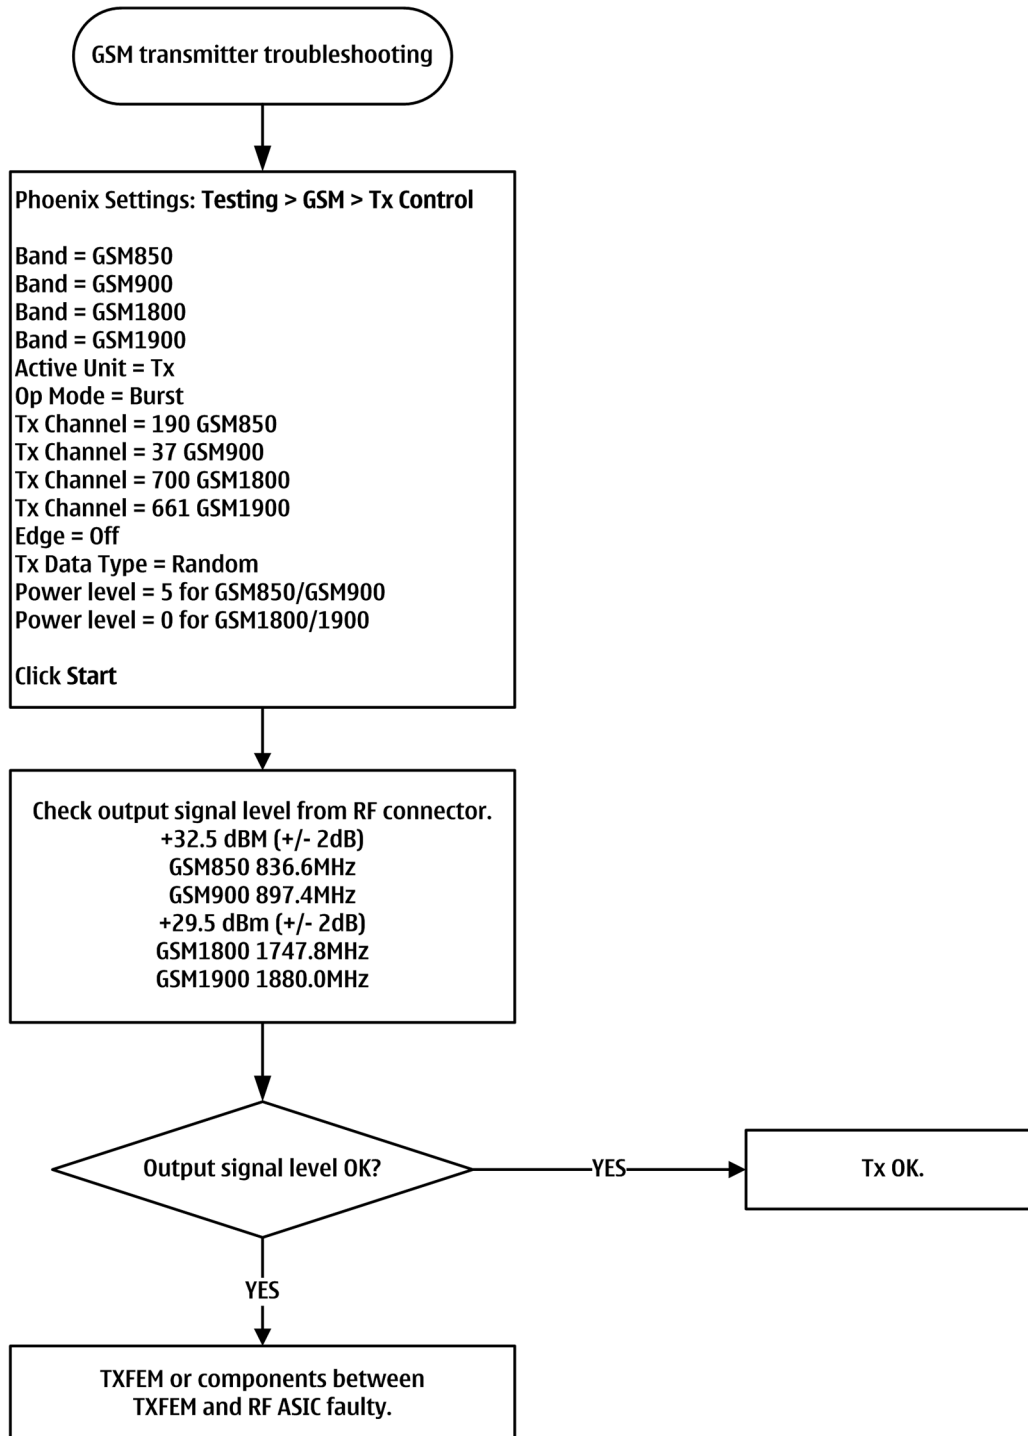 GSM transmitter troubleshooting
Phoenix Settings: Testing > GSM > Tx Control
Band = GSM850
Band = GSM900
Band = GSM1800
Band = GSM1900
Active Unit = Tx
Op Mode = Burst
Tx Channel = 190 GSM850
Tx Channel = 37 GSM900
Tx Channel = 700 GSM1800
Tx Channel = 661 GSM1900
Edge = Off
Tx Data Type = Random
Power level = 5 for GSM850/GSM900
Power level = 0 for GSM1800/1900
Click Start
Check output signal level from RF connector.
+32.5 dBM (+/- 2dB)
GSM850 836.6MHz
GSM900 897.4MHz
+29.5 dBm (+/- 2dB)
GSM1800 1747.8MHz
GSM1900 1880.0MHz
Output signal level OK?
YES
Tx OK.
YES
TXFEM or components between
TXFEM and RF ASIC faulty.